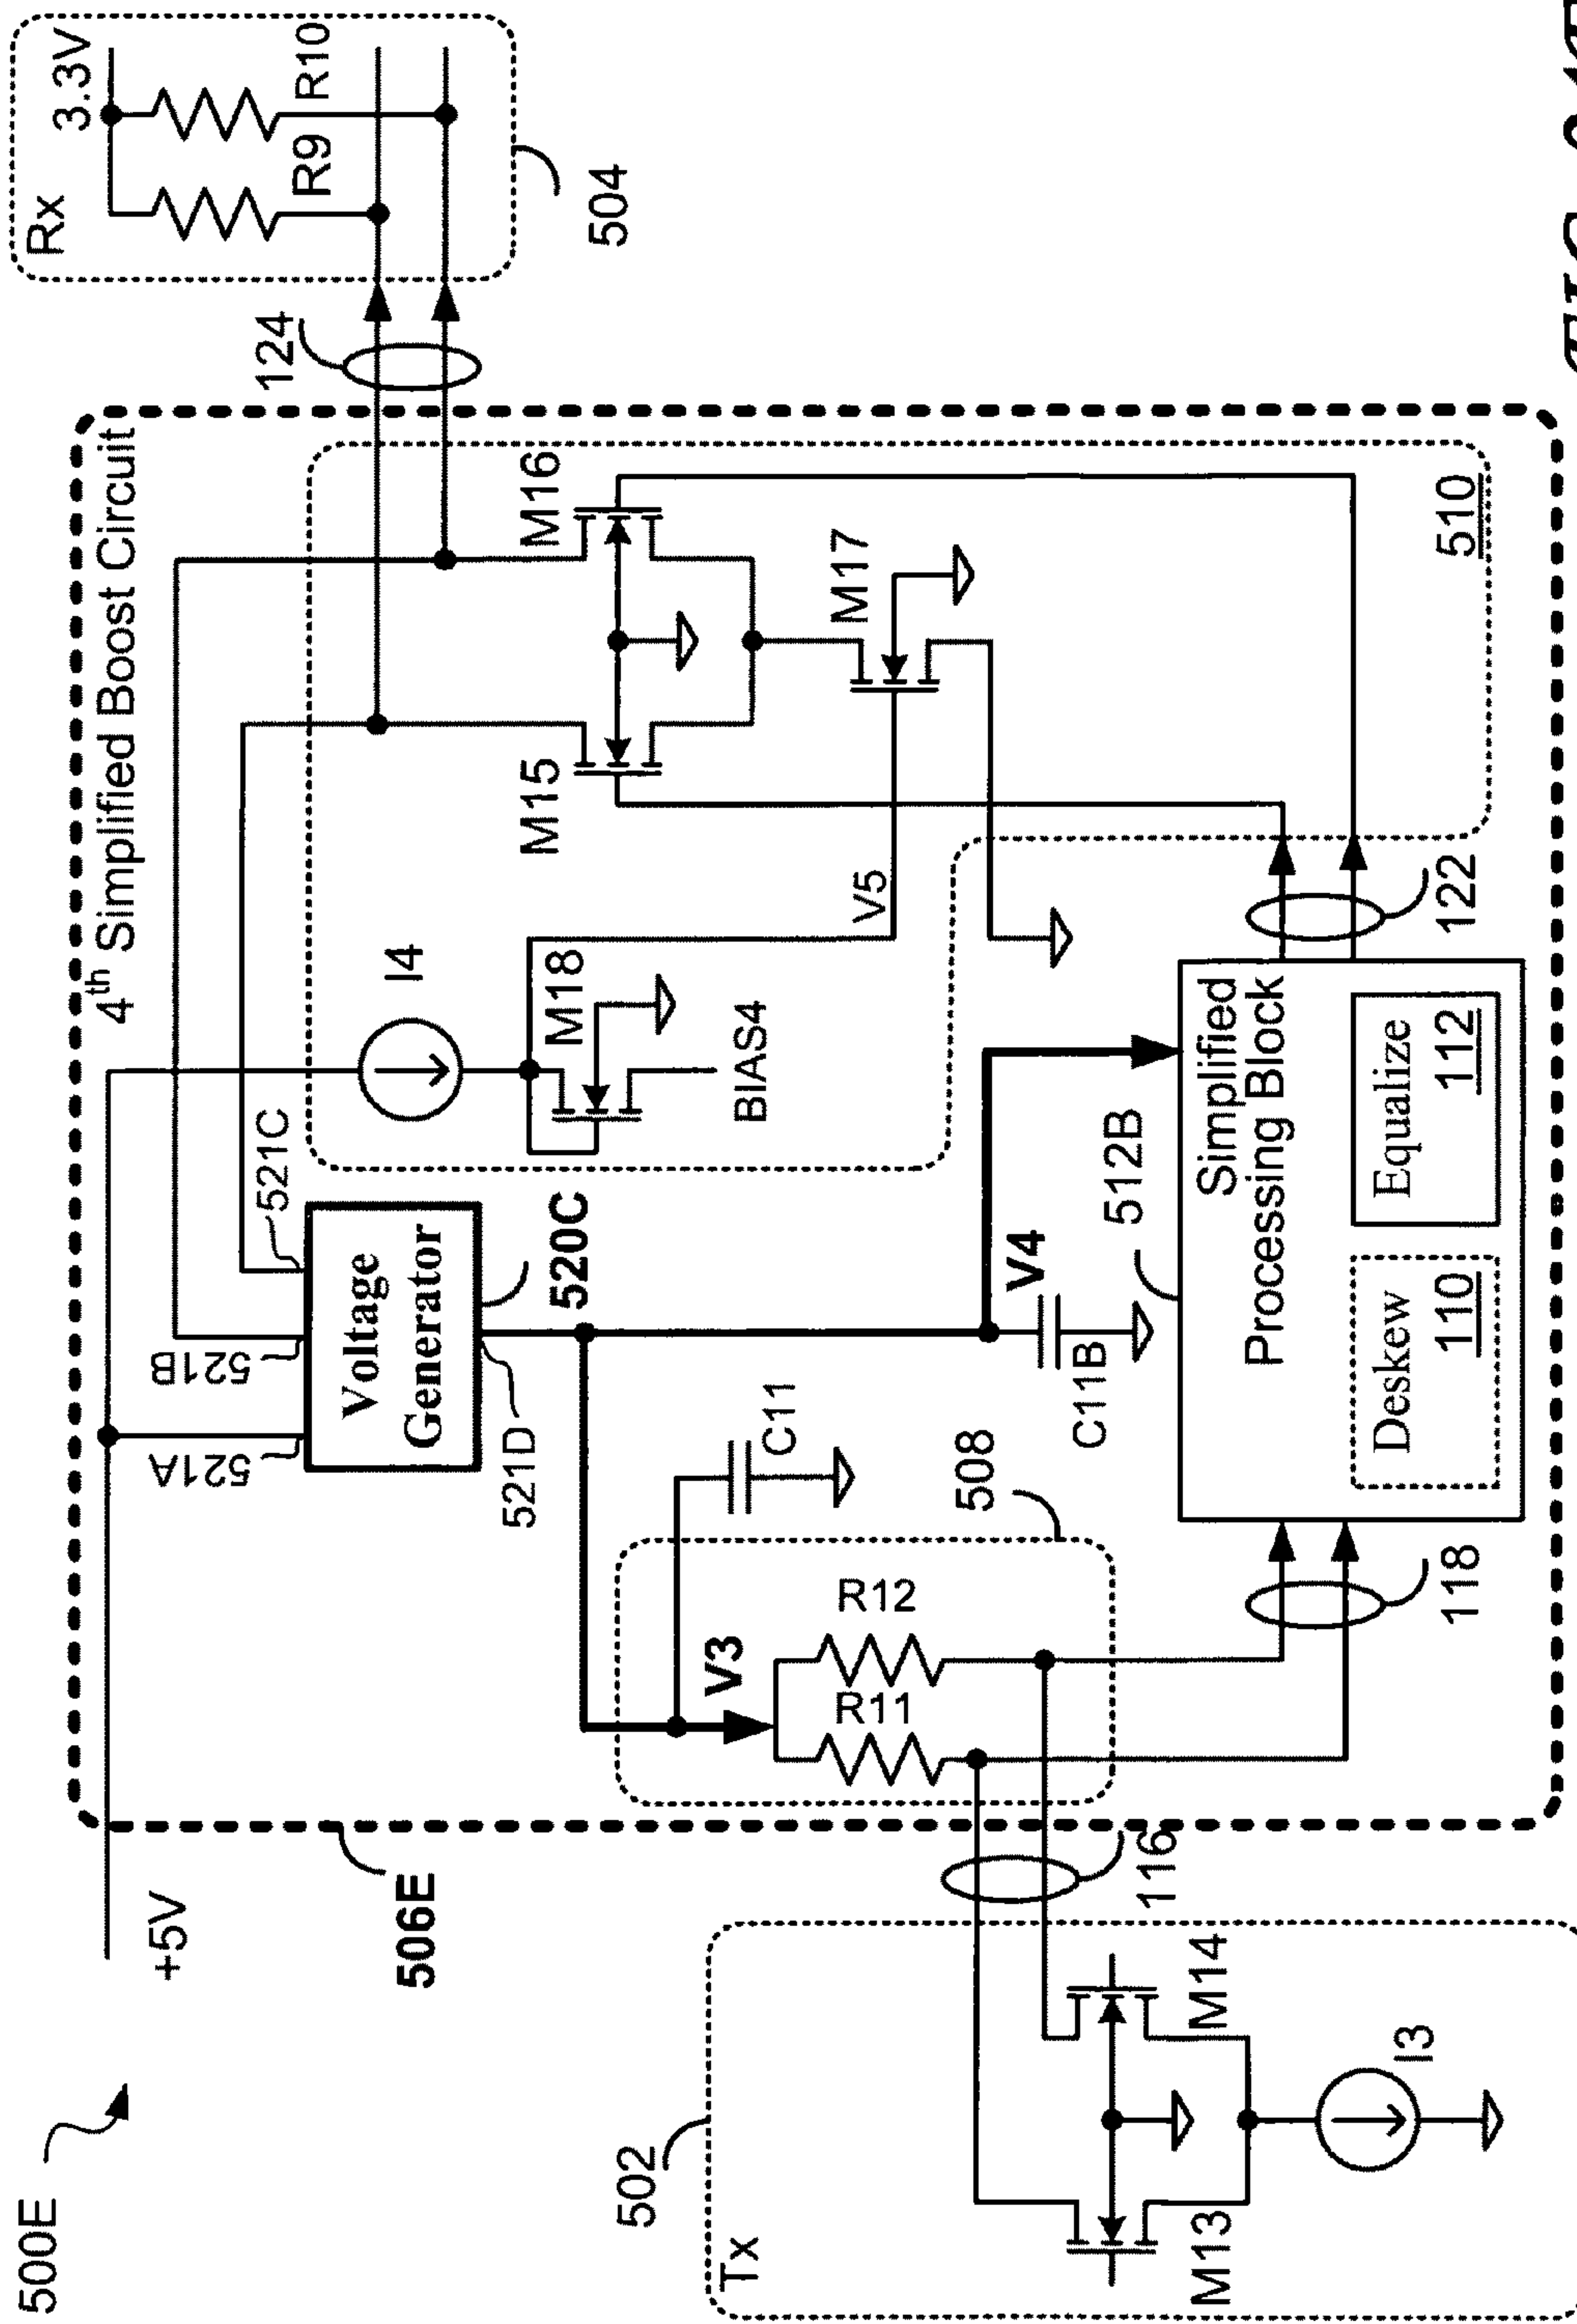 500E
+5V
506E
4th Simplified Boost Circuit
Rx
3.3V
R9
R10
504
124
521A
521B
521C
Voltage
Generator
520C
521D
I4
M18
BIAS4
V5
M15
M16
M17
510
C11
V3
R11
R12
508
V4
C11B
512B
Simplified
Processing Block
Deskew
110
Equalize
112
118
122
116
502
Tx
M13
M14
I3